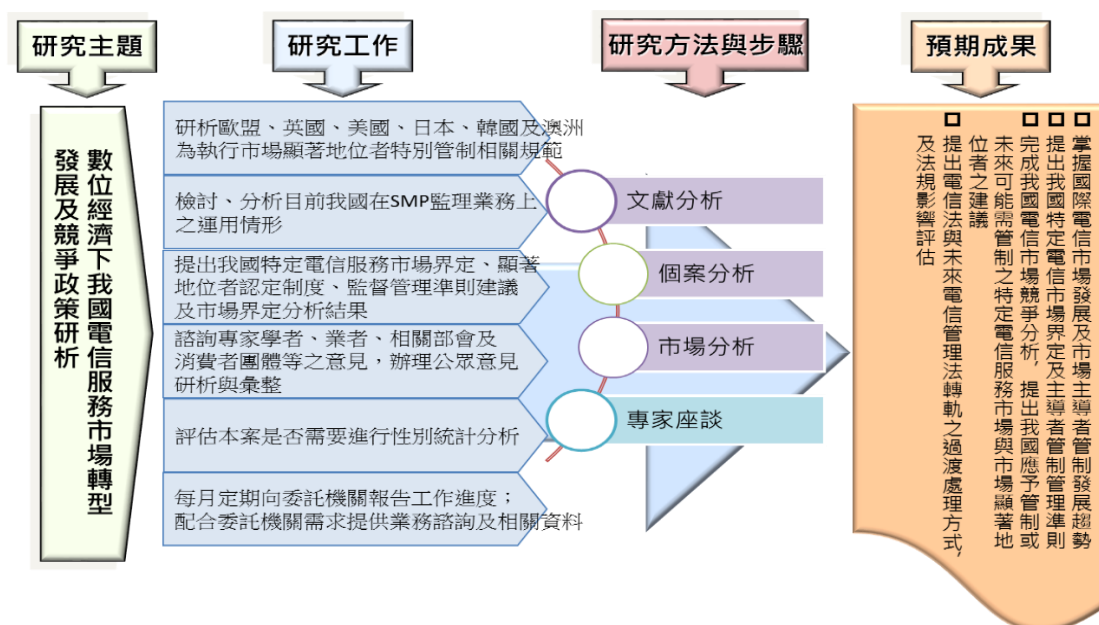 研究主題
研究工作
研究方法與步驟
預期成果
數位經濟下我國電信服務市場轉型
發展及競爭政策研析
研析歐盟、英國、美國、日本、韓國及澳洲
為執行市場顯著地位者特別管制相關規範
檢討、分析目前我國在SMP監理業務上
之運用情形
提出我國特定電信服務市場界定、顯著
地位者認定制度、監督管理準則建議
及市場界定分析結果
諮詢專家學者、業者、相關部會及
消費者團體等之意見，辦理公眾意見
研析與彙整
評估本案是否需要進行性別統計分析
每月定期向委託機關報告工作進度；
配合委託機關需求提供業務諮詢及相關資料
文獻分析
個案分析
市場分析
專家座談
掌握國際電信市場發展及市場主導者管制發展趨勢
提出我國特定電信市場界定及主導者管制管理準則
完成我國電信市場競爭分析，提出我國應予管制或
未來可能需管制之特定電信服務市場與市場顯著地
位者之建議
提出電信法與未來電信管理法轉軌之過渡處理方式，
及法規影響評估